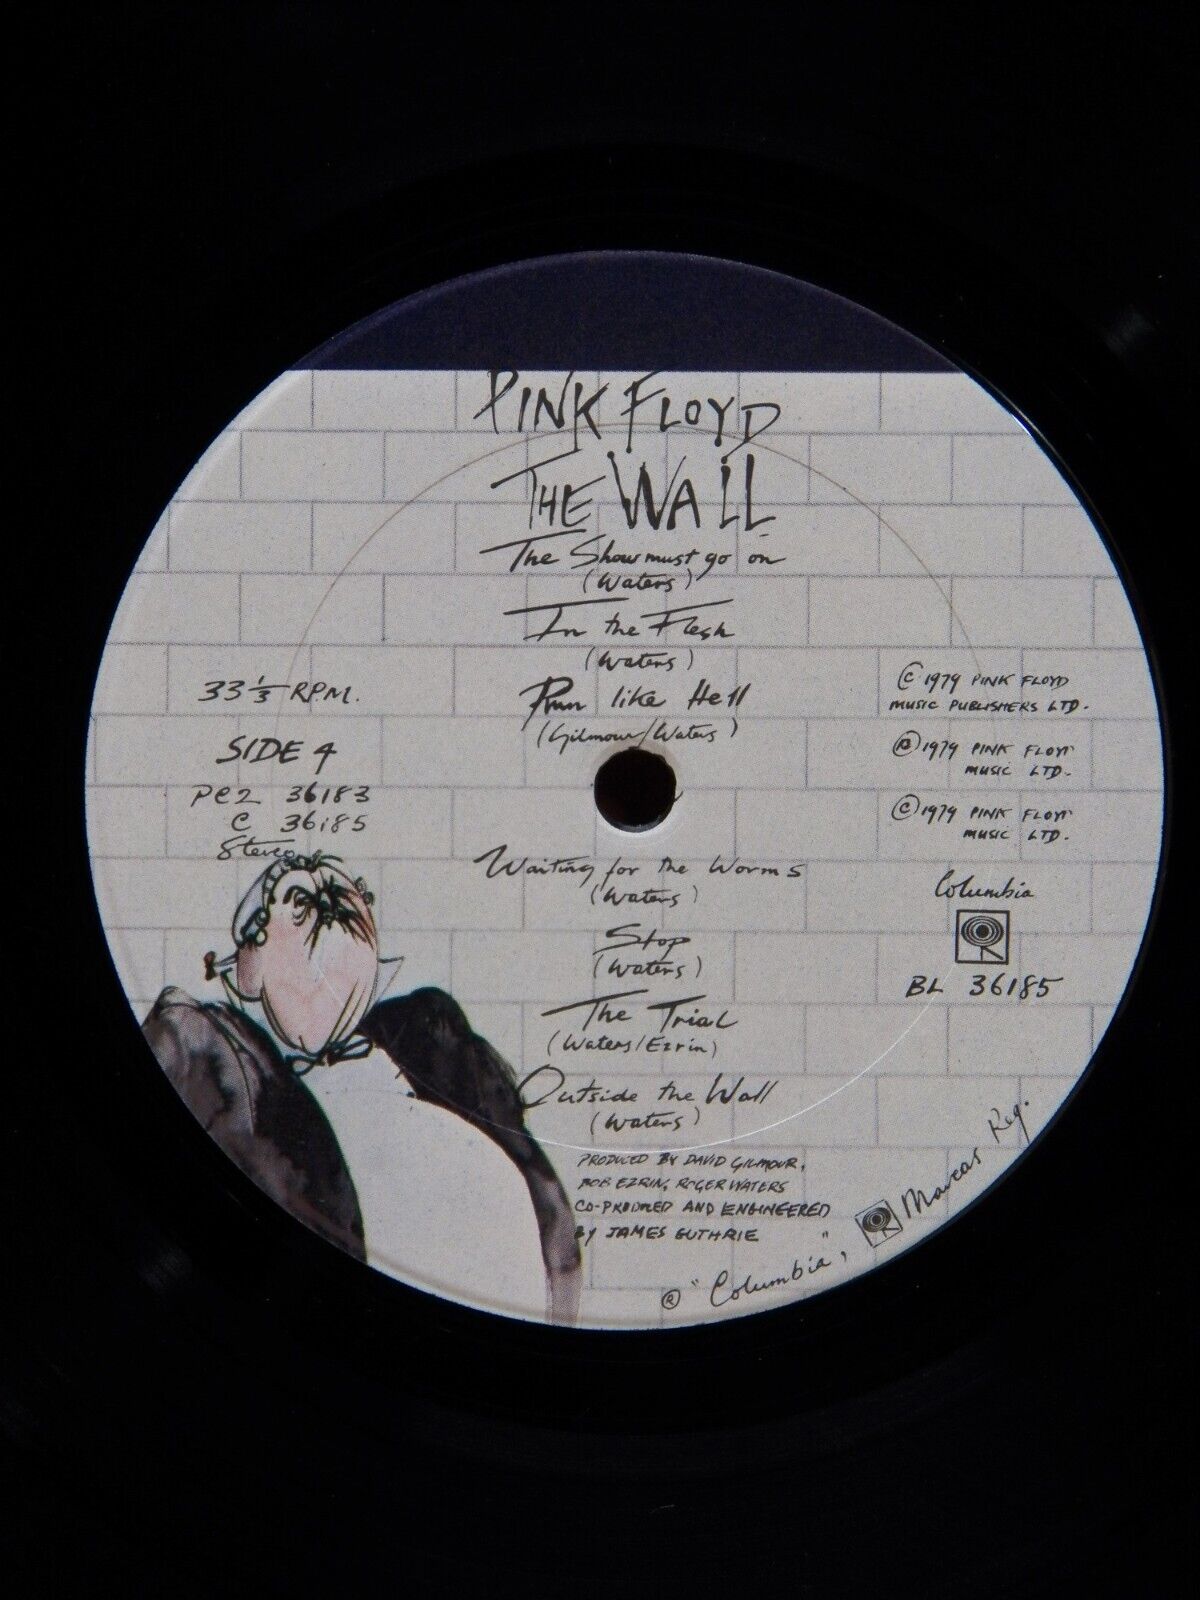 PINK FLOYD
THE WALL
The Show must go on
(Waters)
In the Flesh
(Waters)
Run like Hell
(Gilmour/Waters)
33 1/3 R.P.M.
SIDE 4
PC2 36183
C 36185
Stereo
© 1979 PINK FLOYD
MUSIC PUBLISHERS LTD.
Ⓡ 1979 PINK FLOYD
MUSIC LTD.
© 1979 PINK FLOYD
MUSIC LTD.
Columbia
BL 36185
Waiting for the Worms
(Waters)
Stop
(Waters)
The Trial
(Waters/Ezrin)
Outside the Wall
(Waters)
PRODUCED BY DAVID GILMOUR,
BOB EZRIN, ROGER WATERS
CO-PRODUCED AND ENGINEERED
BY JAMES GUTHRIE
® "Columbia", Marcas Reg.